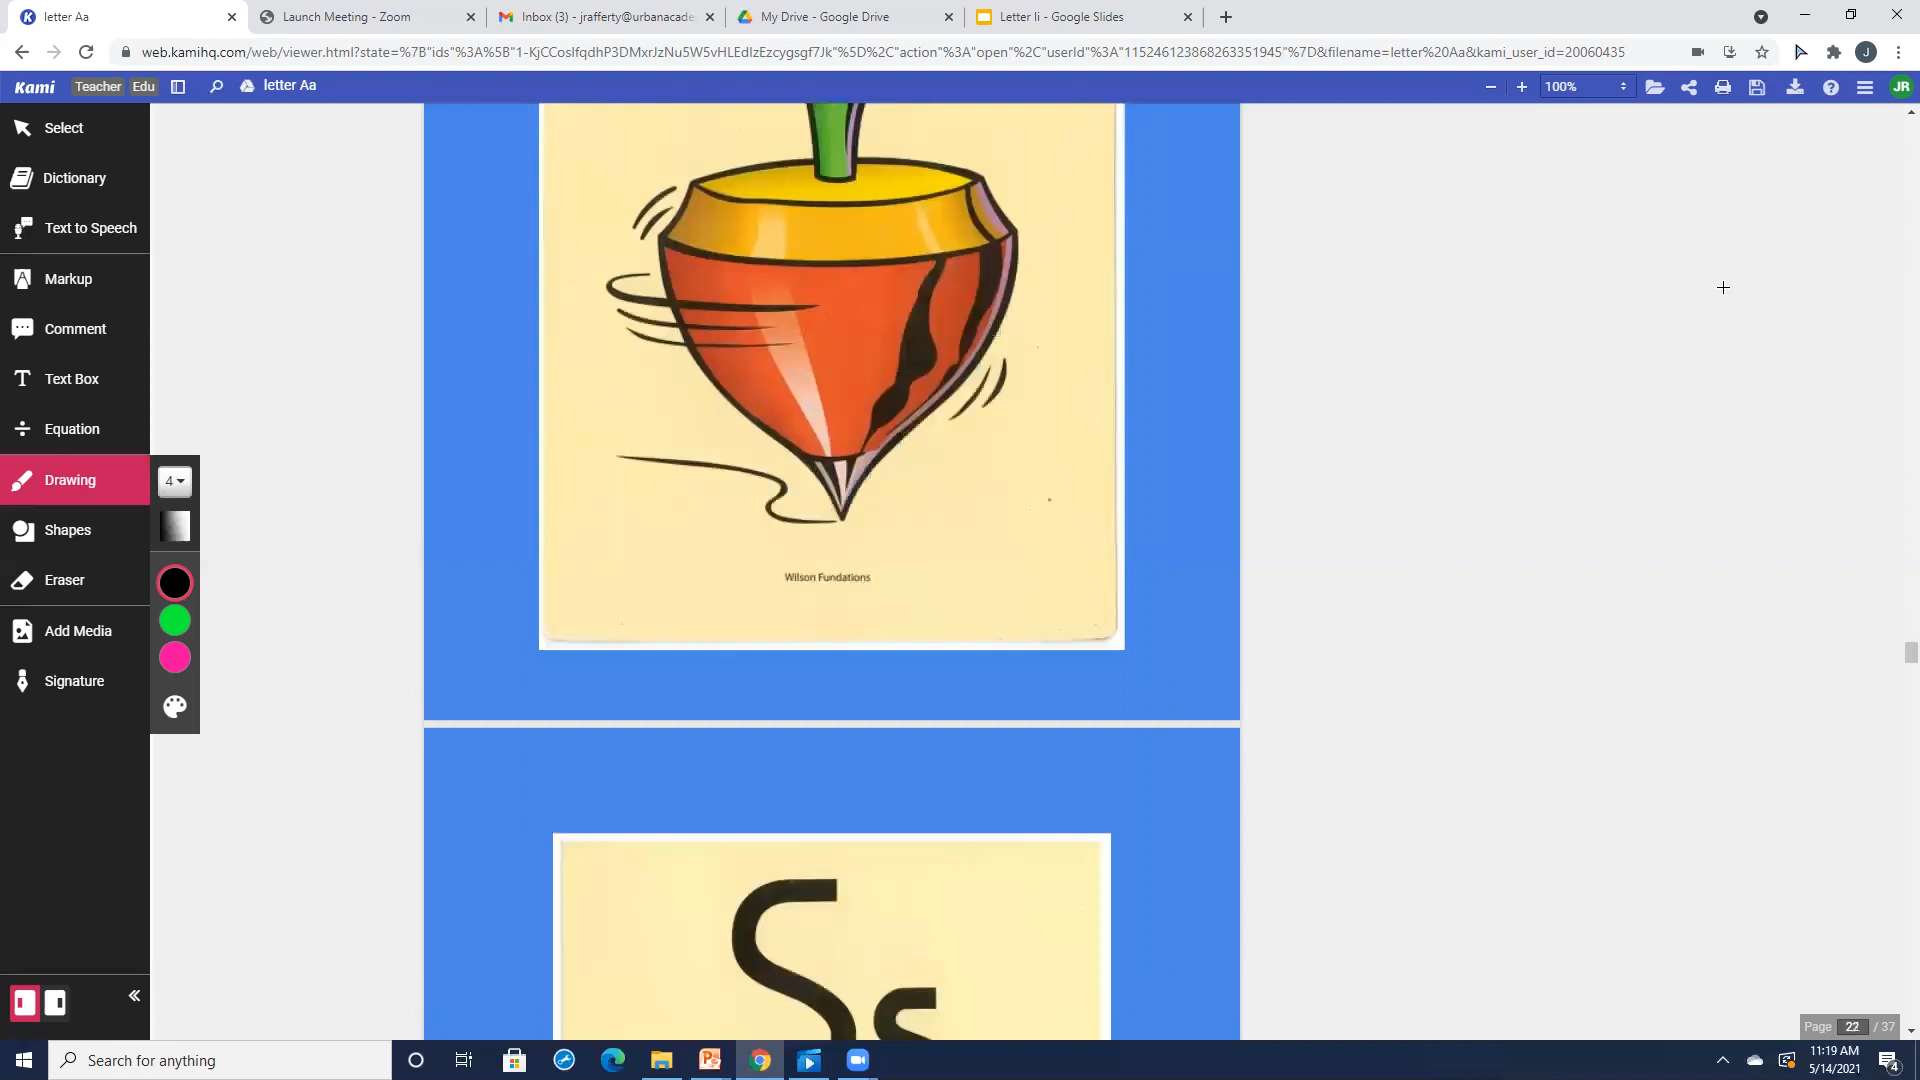 letter Aa
Launch Meeting - Zoom
Inbox (3) - jrafferty@urbanacade
My Drive - Google Drive
Letter Ii - Google Slides
web.kamihq.com/web/viewer.html?state=%7B"ids"%3A%5B"1-KjCCoslfqdhP3DMxrJzNu5W5vHLEdIzEzcygsgf7Jk"%5D%2C"action"%3A"open"%2C"userId"%3A"115246123868263351945"%7D&filename=letter%20Aa&kami_user_id=20060435
J
Kami Teacher Edu letter Aa 100% JR
Select
Dictionary
Text to Speech
Markup
Comment
Text Box
Equation
Drawing
4
Shapes
Eraser
Add Media
Signature
Wilson Fundations
Ss
Page 22 / 37
Search for anything
11:19 AM
5/14/2021
4